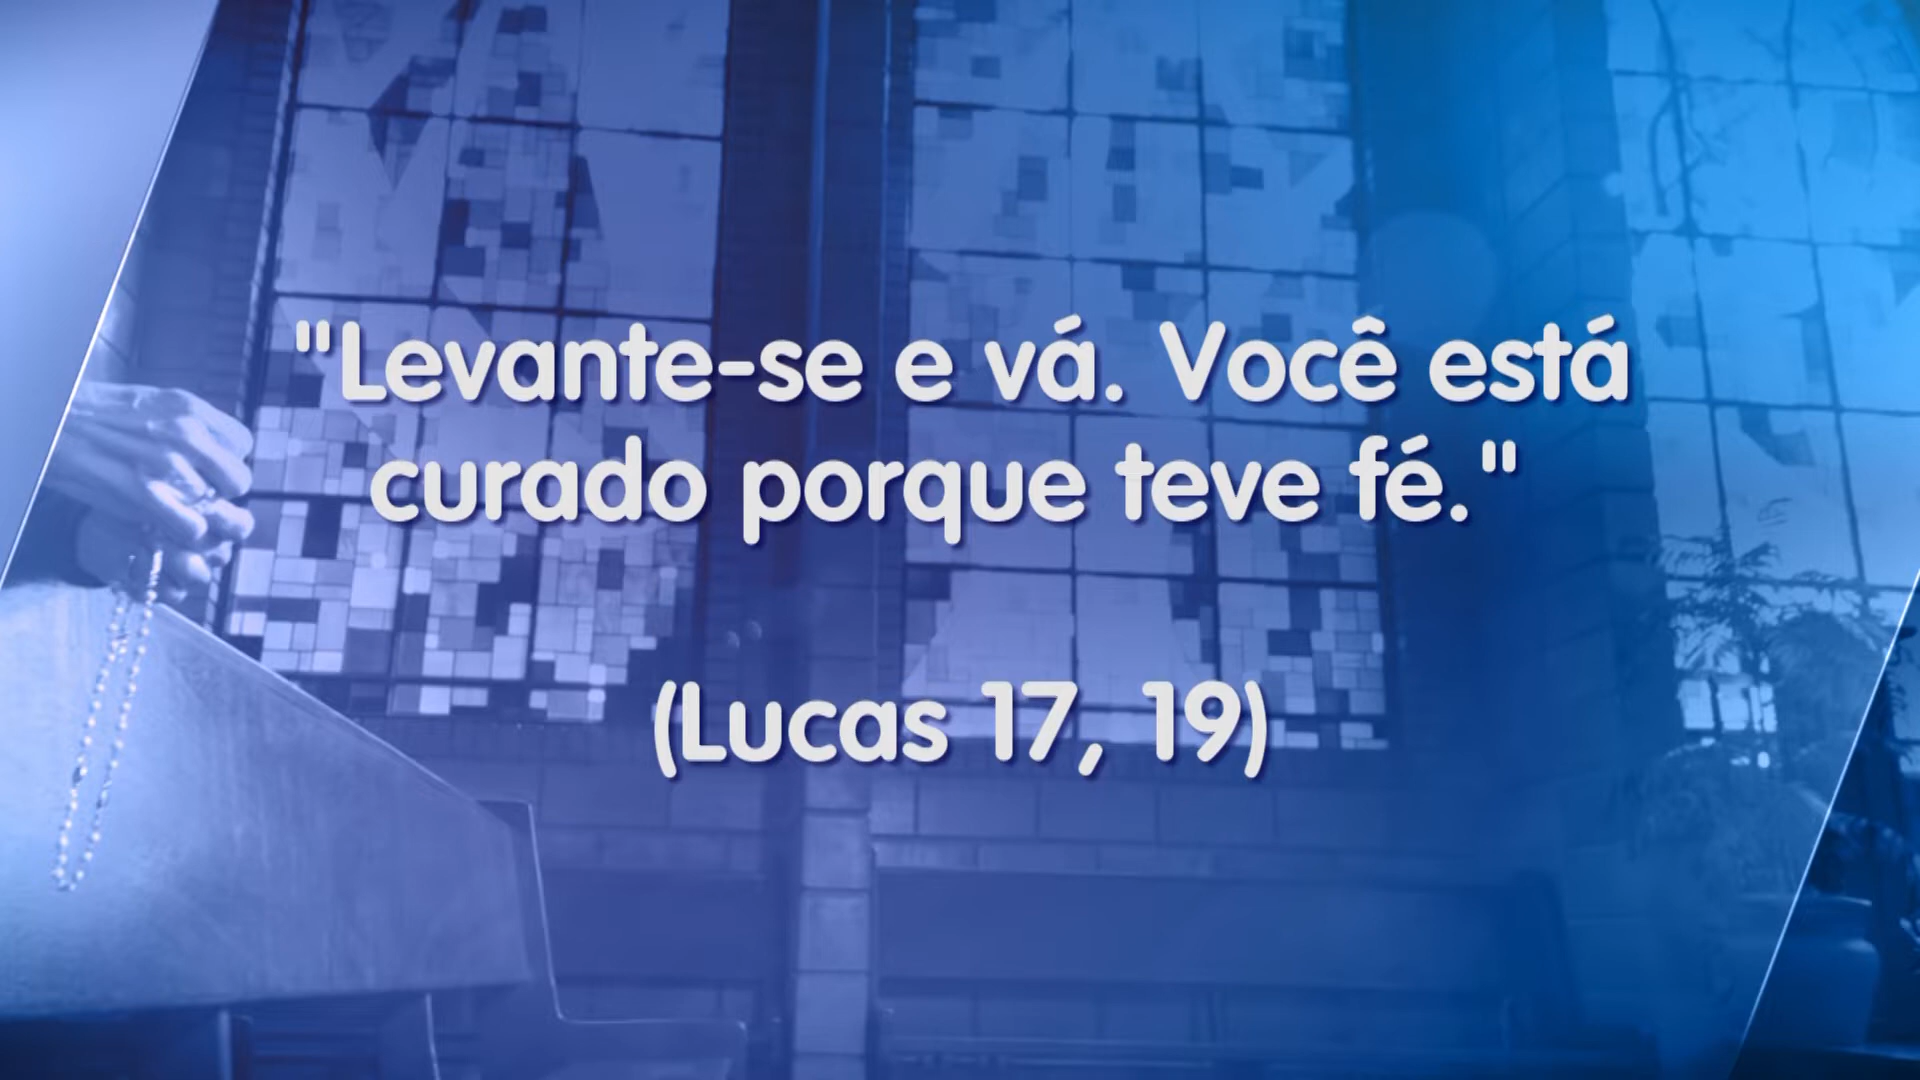 "Levante-se e vá. Você está
curado porque teve fé."
(Lucas 17, 19)